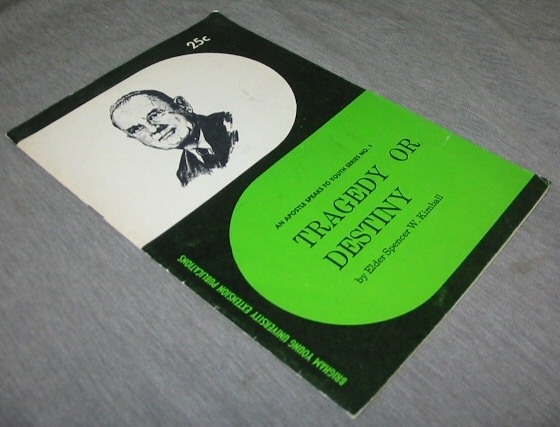 25c
AN APOSTLE SPEAKS TO YOUTH SERIES NO. 1
TRAGEDY OR
DESTINY
by Elder Spencer W. Kimball
BRIGHAM YOUNG UNIVERSITY EXTENSION PUBLICATIONS